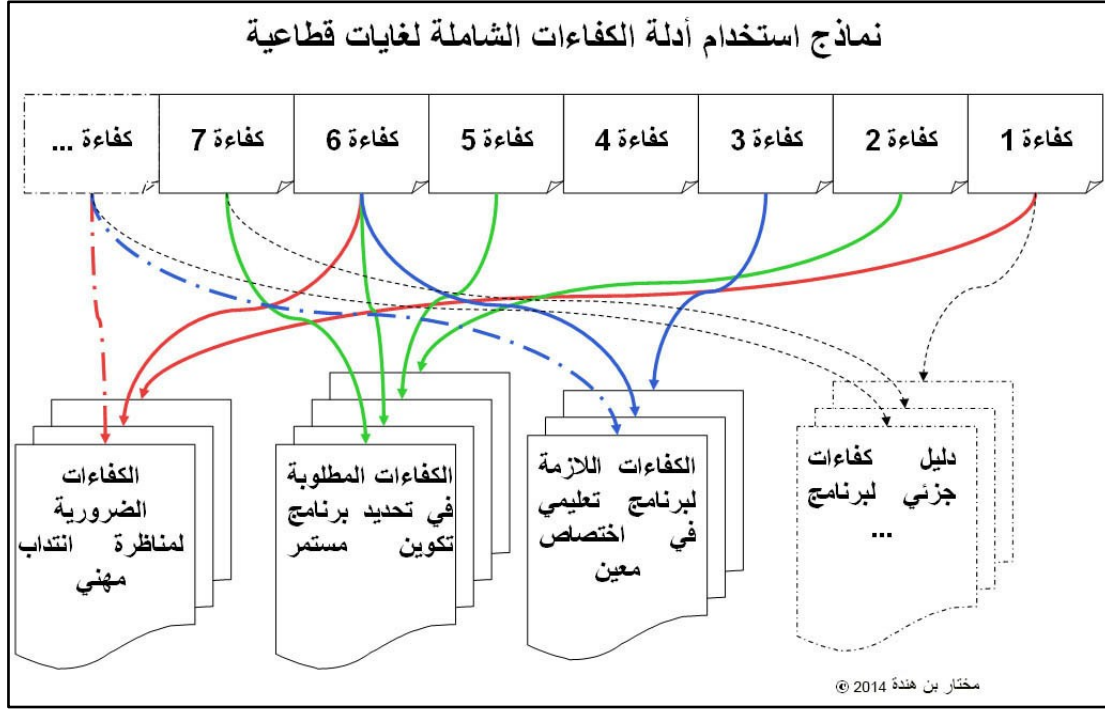 نماذج استخدام أدلة الكفاءات الشاملة لغايات قطاعية
كفاءة 1
كفاءة 2
كفاءة 3
كفاءة 4
كفاءة 5
كفاءة 6
كفاءة 7
كفاءة ...
دليل كفاءات
جزئي لبرنامج
...
الكفاءات اللازمة
لبرنامج تعليمي
في اختصاص
معين
الكفاءات المطلوبة
في تحديد برنامج
تكوين مستمر
الكفاءات
الضرورية
لمناظرة انتداب
مهني
مختار بن هندة 2014 ©